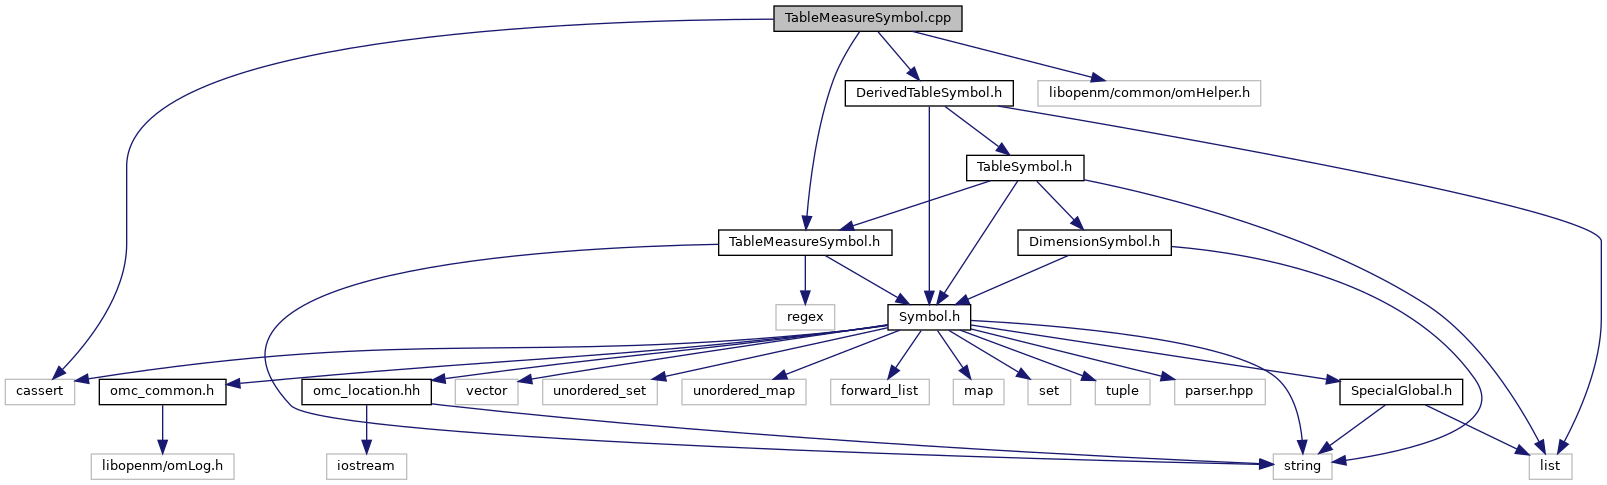 TableMeasureSymbol.cpp
DerivedTableSymbol.h
libopenm/common/omHelper.h
TableSymbol.h
TableMeasureSymbol.h
DimensionSymbol.h
regex
Symbol.h
cassert
omc_common.h
omc_location.hh
vector
unordered_set
unordered_map
forward_list
map
set
tuple
parser.hpp
SpecialGlobal.h
libopenm/omLog.h
iostream
string
list